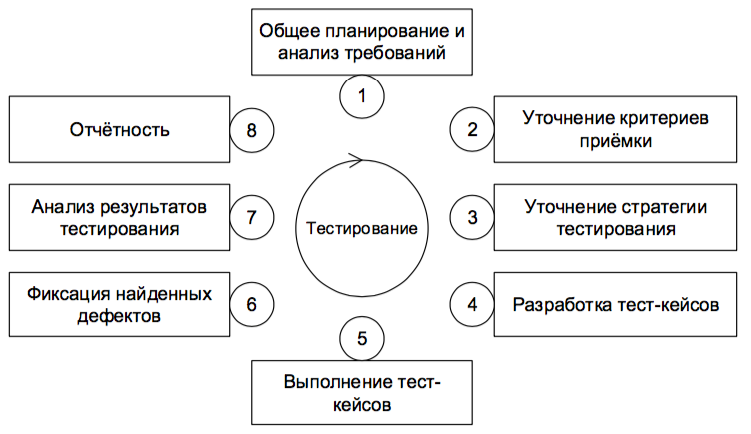 Общее планирование и
анализ требований
1
2
Уточнение критериев
приёмки
3
Уточнение стратегии
тестирования
4
Разработка тест-кейсов
5
Выполнение тест-
кейсов
6
Фиксация найденных
дефектов
7
Анализ результатов
тестирования
8
Отчётность
Тестирование